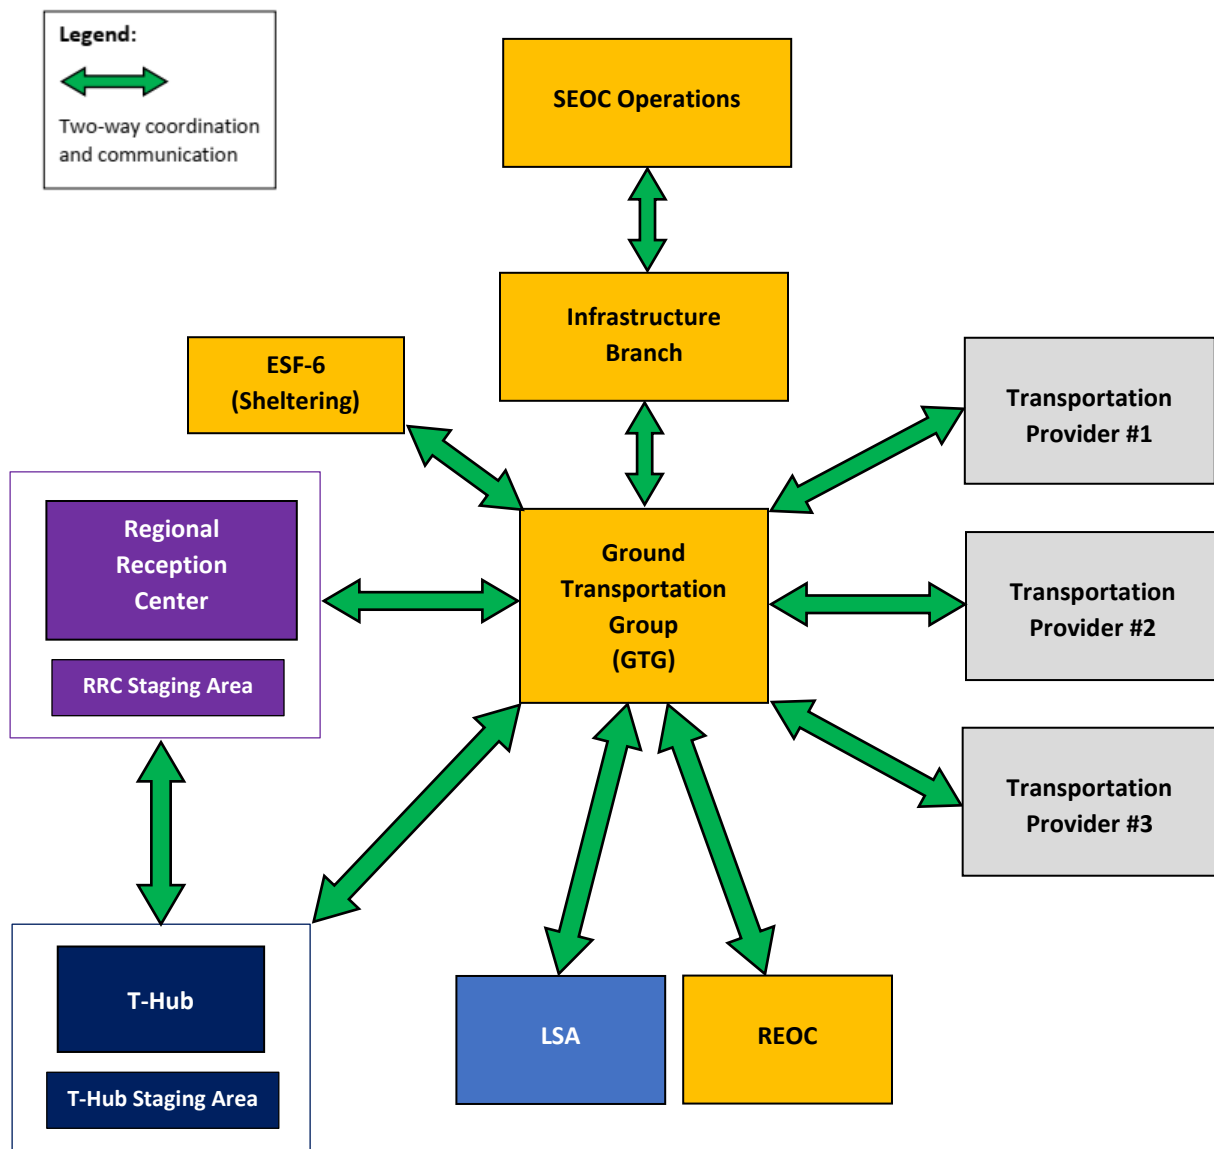 Legend:
Two-way coordination
and communication
SEOC Operations
Infrastructure
Branch
ESF-6
(Sheltering)
Transportation
Provider #1
Regional
Reception
Center
RRC Staging Area
Ground
Transportation
Group
(GTG)
Transportation
Provider #2
Transportation
Provider #3
T-Hub
T-Hub Staging Area
LSA
REOC